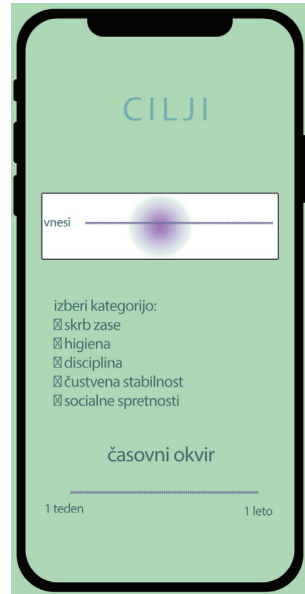 CILJI
vnesi
izberi kategorijo:
skrb zase
higiena
disciplina
čustvena stabilnost
socialne spretnosti
časovni okvir
1 teden 1 leto